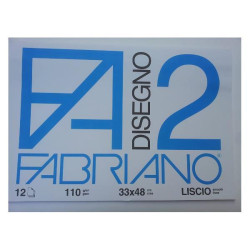 FA DISEGNO 2
FABRIANO®
12 110 33x48 LISCIO